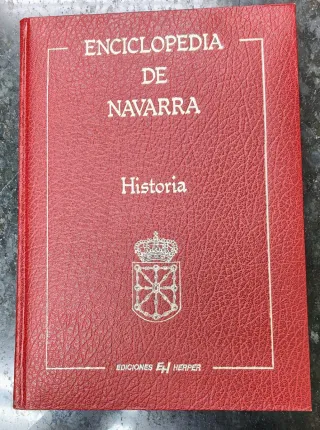 ENCICLOPEDIA
DE
NAVARRA
Historia
EDICIONES EH HERPER